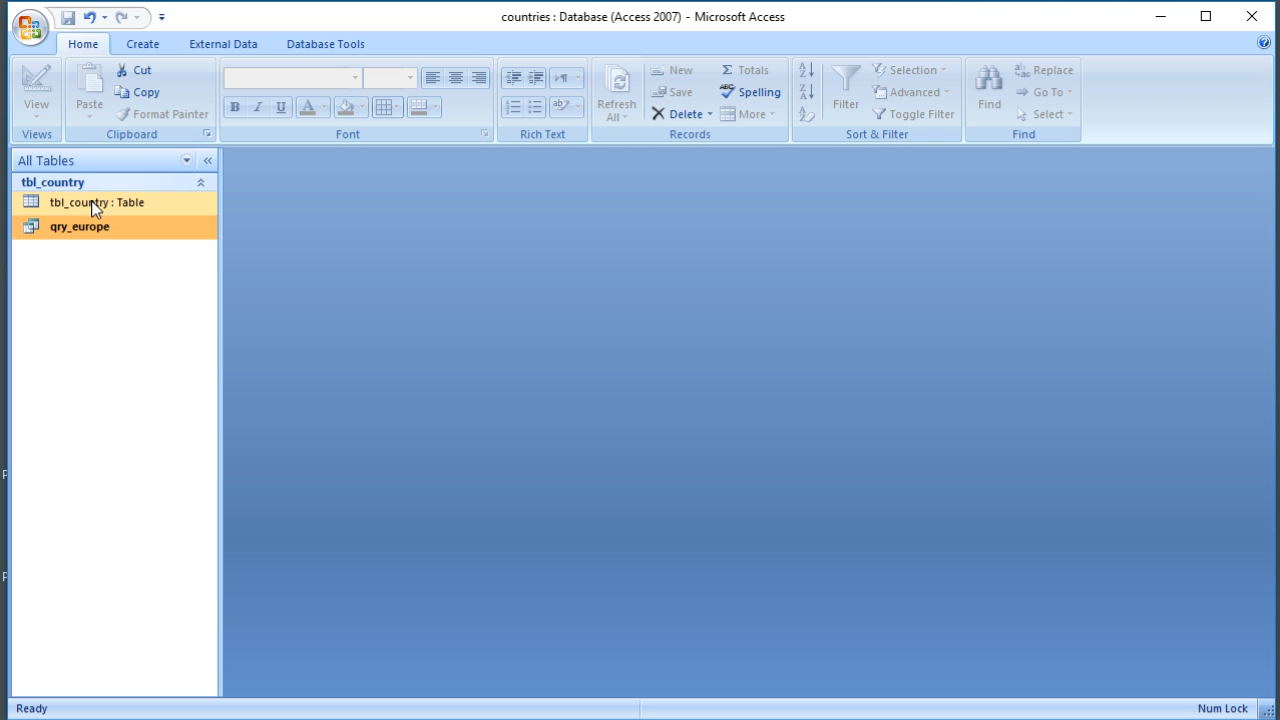 countries : Database (Access 2007) - Microsoft Access
Home Create External Data Database Tools
View
Views
Paste
Cut
Copy
Format Painter
Clipboard
B I U A
Font
Rich Text
Refresh All
New
Save
Delete
Totals
Spelling
More
Records
Filter
Selection
Advanced
Toggle Filter
Sort & Filter
Find
Replace
Go To
Select
Find
All Tables
tbl_country
tbl_country : Table
qry_europe
Ready
Num Lock